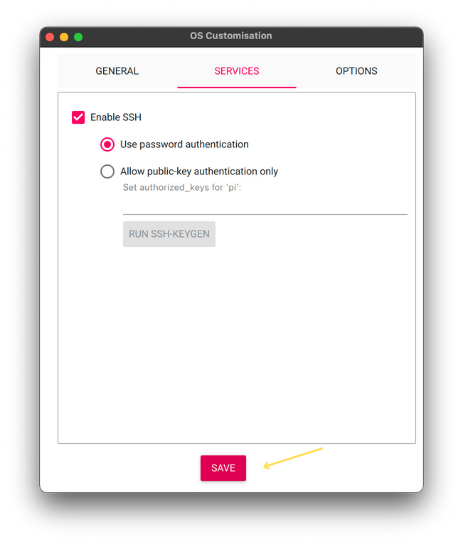 OS Customisation
GENERAL SERVICES OPTIONS
Enable SSH
Use password authentication
Allow public-key authentication only
Set authorized_keys for 'pi':
RUN SSH-KEYGEN
SAVE